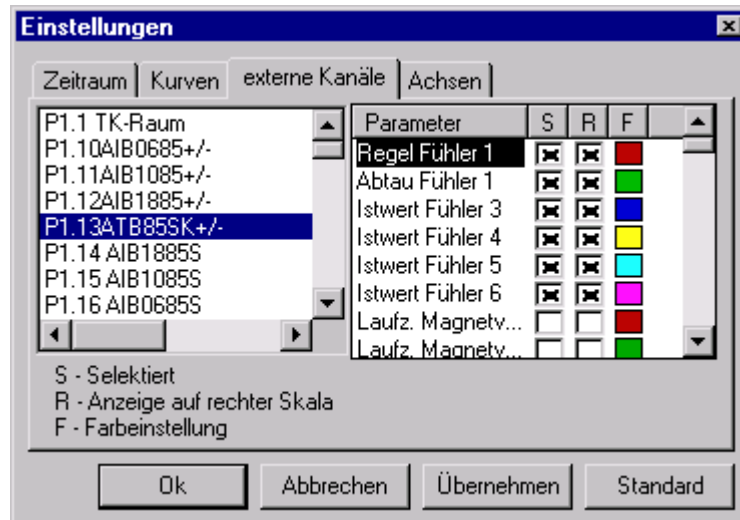 Einstellungen
Zeitraum Kurven externe Kanäle Achsen
P1.1 TK-Raum
P1.10AIB0685+/-
P1.11AIB1085+/-
P1.12AIB1885+/-
P1.13ATB85SK+/-
P1.14 AIB1885S
P1.15 AIB1085S
P1.16 AIB0685S
Parameter S R F
Regel Fühler 1
Abtau Fühler 1
Istwert Fühler 3
Istwert Fühler 4
Istwert Fühler 5
Istwert Fühler 6
Laufz. Magnetv...
Laufz. Magnetv...
S - Selektiert
R - Anzeige auf rechter Skala
F - Farbeinstellung
Ok Abbrechen Übernehmen Standard